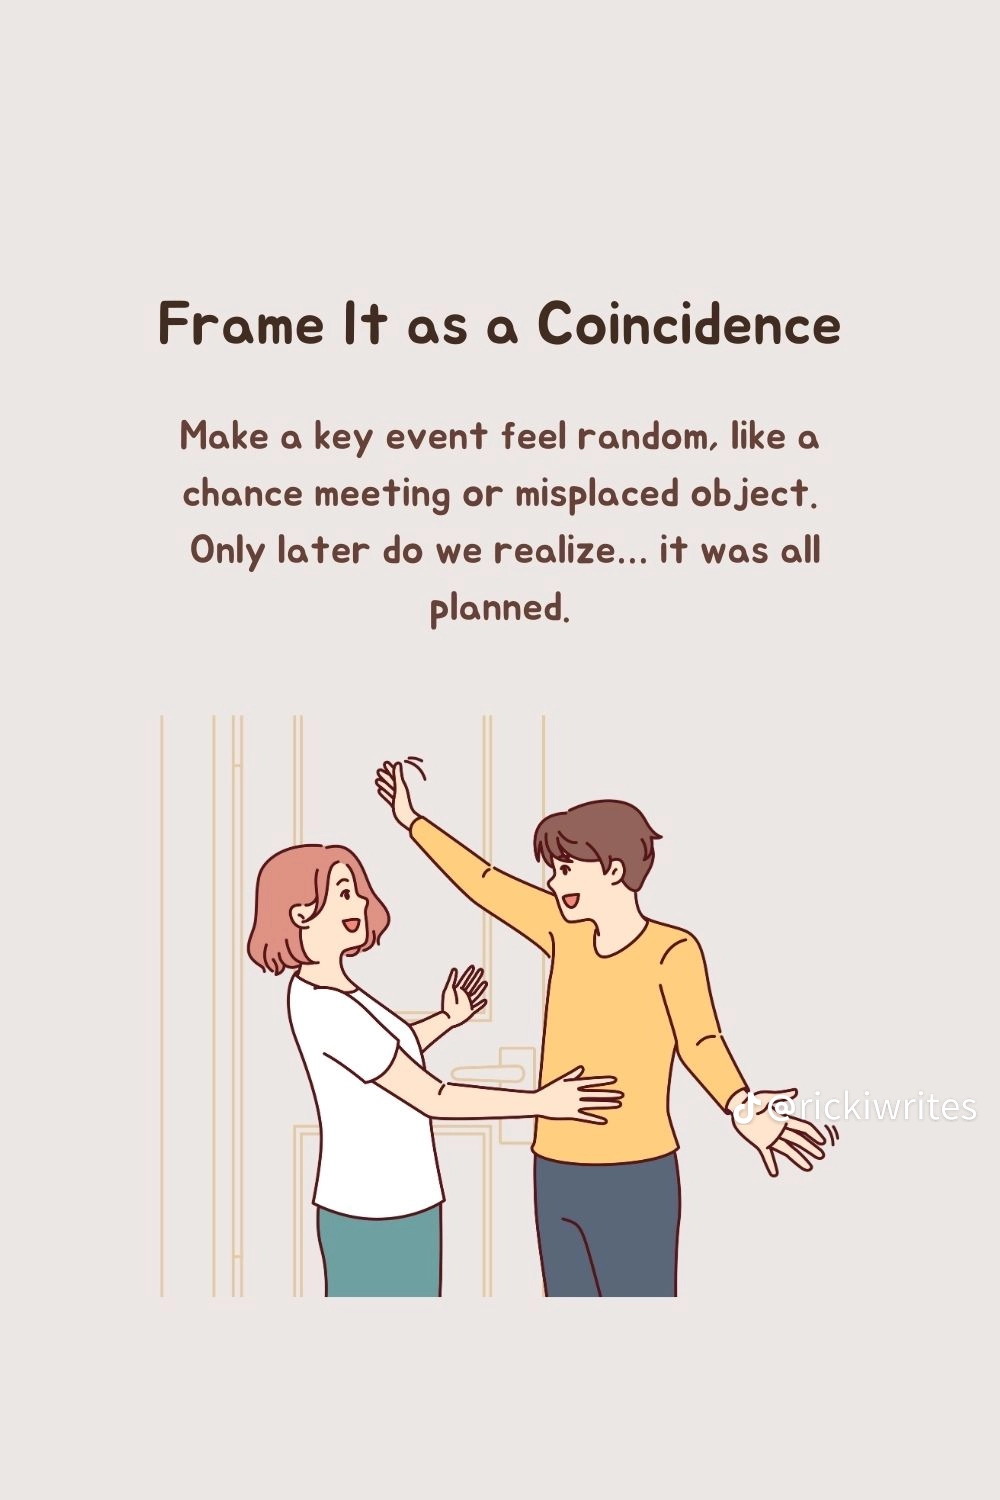 Frame It as a Coincidence
Make a key event feel random, like a
chance meeting or misplaced object.
Only later do we realize... it was all
planned.
@rickiwrites